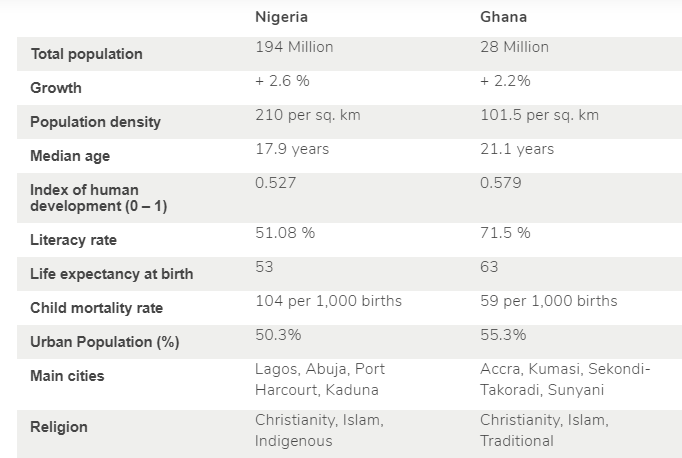 Nigeria Ghana
Total population 194 Million 28 Million
Growth + 2.6 % + 2.2%
Population density 210 per sq. km 101.5 per sq. km
Median age 17.9 years 21.1 years
Index of human 0.527 0.579
development (0 – 1)
Literacy rate 51.08 % 71.5 %
Life expectancy at birth 53 63
Child mortality rate 104 per 1,000 births 59 per 1,000 births
Urban Population (%) 50.3% 55.3%
Main cities Lagos, Abuja, Port Accra, Kumasi, Sekondi-
Harcourt, Kaduna Takoradi, Sunyani
Religion Christianity, Islam, Christianity, Islam,
Indigenous Traditional